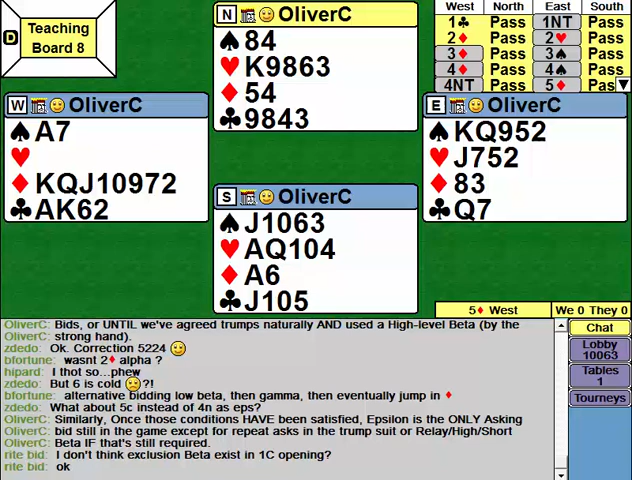 D
Teaching
Board 8
N OliverC
♠ 84
♥ K9863
♦ 54
♣ 9843
West North East South
1♣ Pass 1NT Pass
2♦ Pass 2♥ Pass
3♦ Pass 3♠ Pass
4♦ Pass 4♠ Pass
4NT Pass 5♦ Pas
W OliverC
♠ A7
♥
♦ KQJ10972
♣ AK62
E OliverC
♠ KQ952
♥ J752
♦ 83
♣ Q7
S OliverC
♠ J1063
♥ AQ104
♦ A6
♣ J105
5♦ West We 0 They 0
OliverC: Bids, or UNTIL we've agreed trumps naturally AND used a High-level Beta (by the
OliverC: strong hand).
zdedo: Ok. Correction 5224
bfortune: wasnt 2♦ alpha ?
hipard: I thot so...phew
zdedo: But 6 is cold ?!
bfortune: alternative bidding low beta, then gamma, then eventually jump in ♦
zdedo: What about 5c instead of 4n as eps?
OliverC: Similarly, Once those conditions HAVE been satisfied, Epsilon is the ONLY Asking
OliverC: bid still in the game except for repeat asks in the trump suit or Relay/High/Short
OliverC: Beta IF that's still required.
rite bid: I don't think exclusion Beta exist in 1C opening?
rite bid: ok
Chat
Lobby
10063
Tables
1
Tourneys